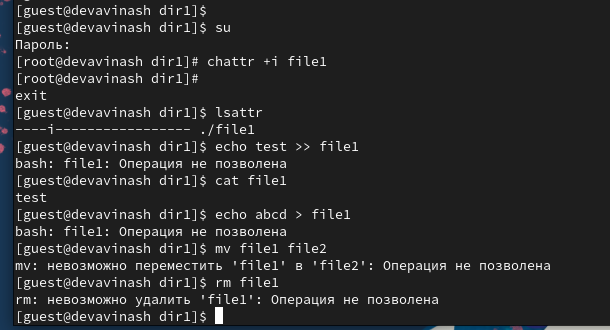 [guest@devavinash dir1]$
[guest@devavinash dir1]$ su
Пароль:
[root@devavinash dir1]# chattr +i file1
[root@devavinash dir1]#
exit
[guest@devavinash dir1]$ lsattr
----i----------------- ./file1
[guest@devavinash dir1]$ echo test >> file1
bash: file1: Операция не позволена
[guest@devavinash dir1]$ cat file1
test
[guest@devavinash dir1]$ echo abcd > file1
bash: file1: Операция не позволена
[guest@devavinash dir1]$ mv file1 file2
mv: невозможно переместить 'file1' в 'file2': Операция не позволена
[guest@devavinash dir1]$ rm file1
rm: невозможно удалить 'file1': Операция не позволена
[guest@devavinash dir1]$